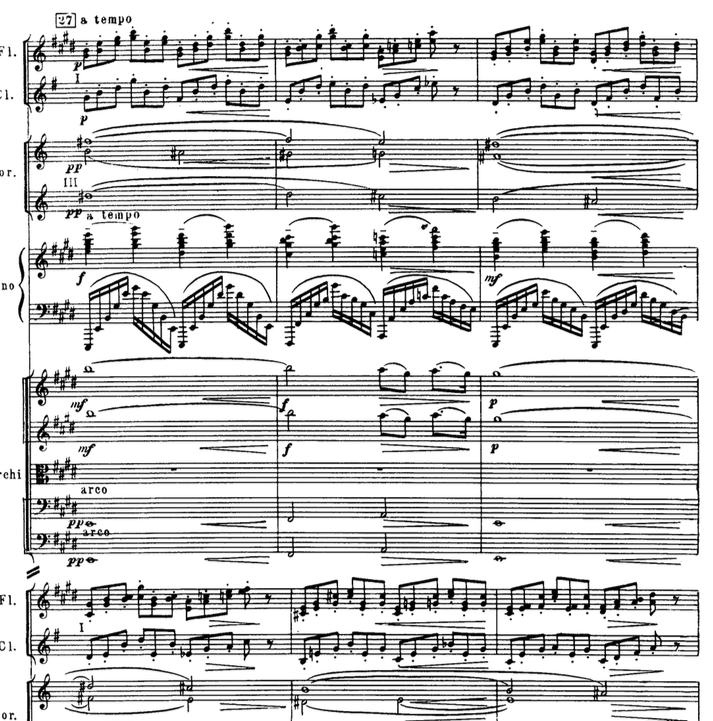 27 a tempo
Fl.
p
I
Cl.
p
or.
pp
III
pp a tempo
no
f
mf
mf
f
p
mf
f
p
rchi
arco
pp
arco
pp
Fl.
I
Cl.
or.